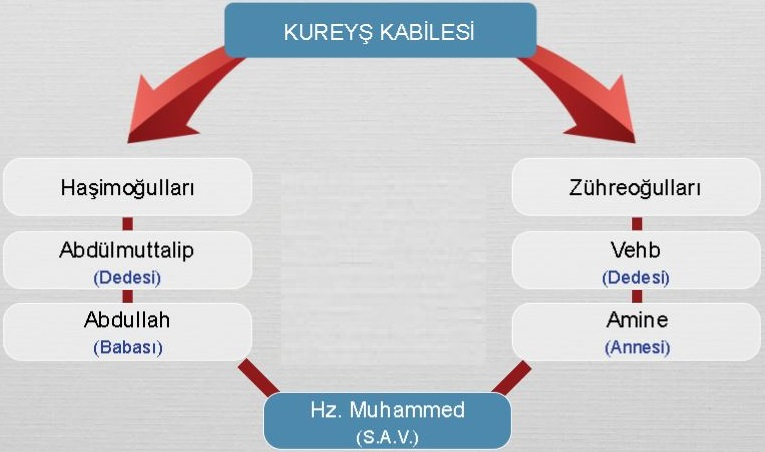 KUREYŞ KABİLESİ
Haşimoğulları
Abdülmuttalip
(Dedesi)
Abdullah
(Babası)
Zühreoğulları
Vehb
(Dedesi)
Amine
(Annesi)
Hz. Muhammed
(S.A.V.)